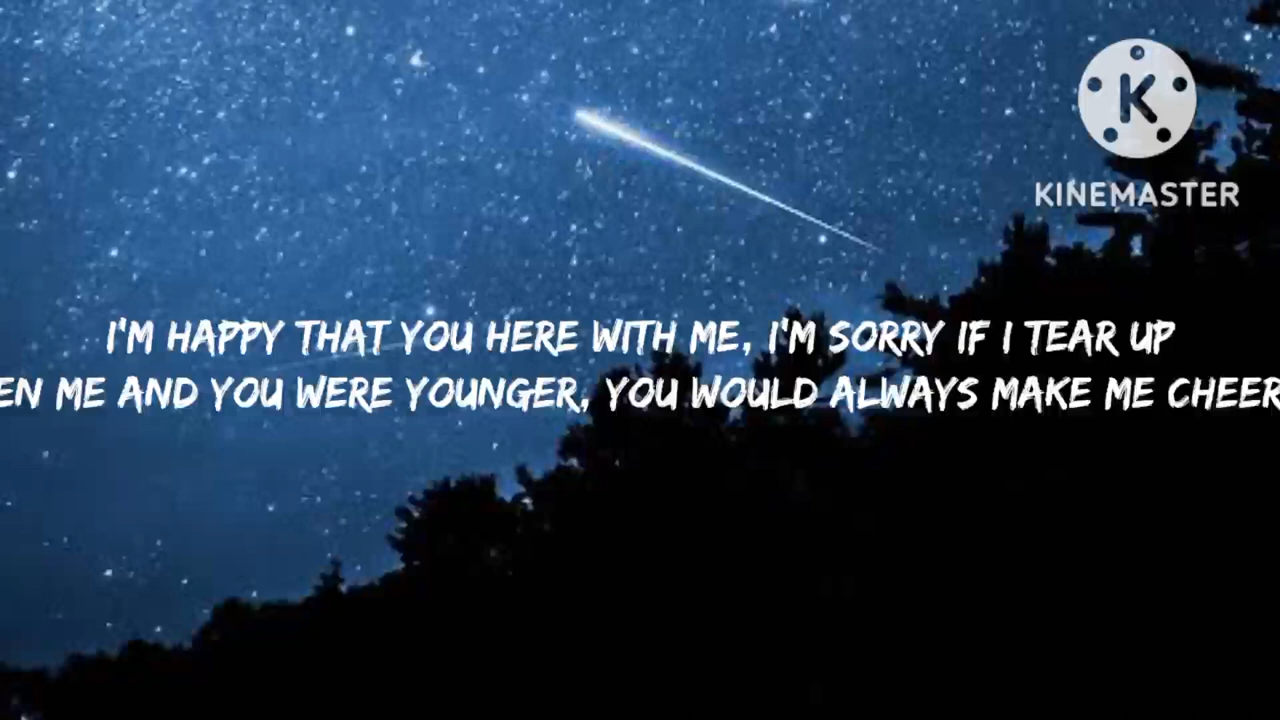 KINEMASTER
I'M HAPPY THAT YOU HERE WITH ME, I'M SORRY IF I TEAR UP
EN ME AND YOU WERE YOUNGER, YOU WOULD ALWAYS MAKE ME CHEER